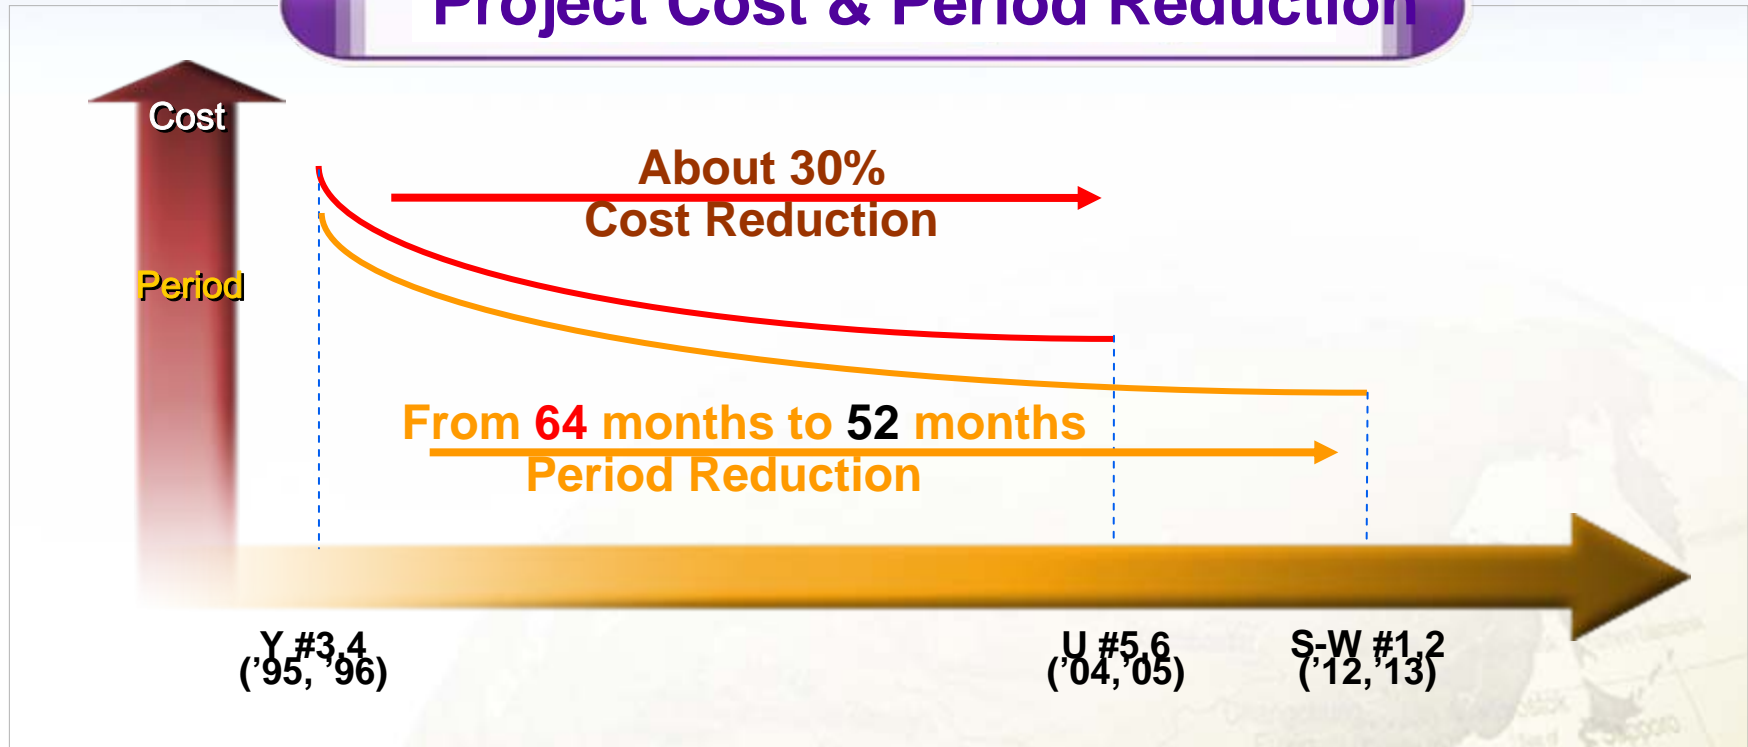 Project Cost & Period Reduction
Cost
About 30%
Cost Reduction
Period
From 64 months to 52 months
Period Reduction
Y #3,4
(’95, ’96)
U #5,6
(’04,’05)
S-W #1,2
(’12,’13)